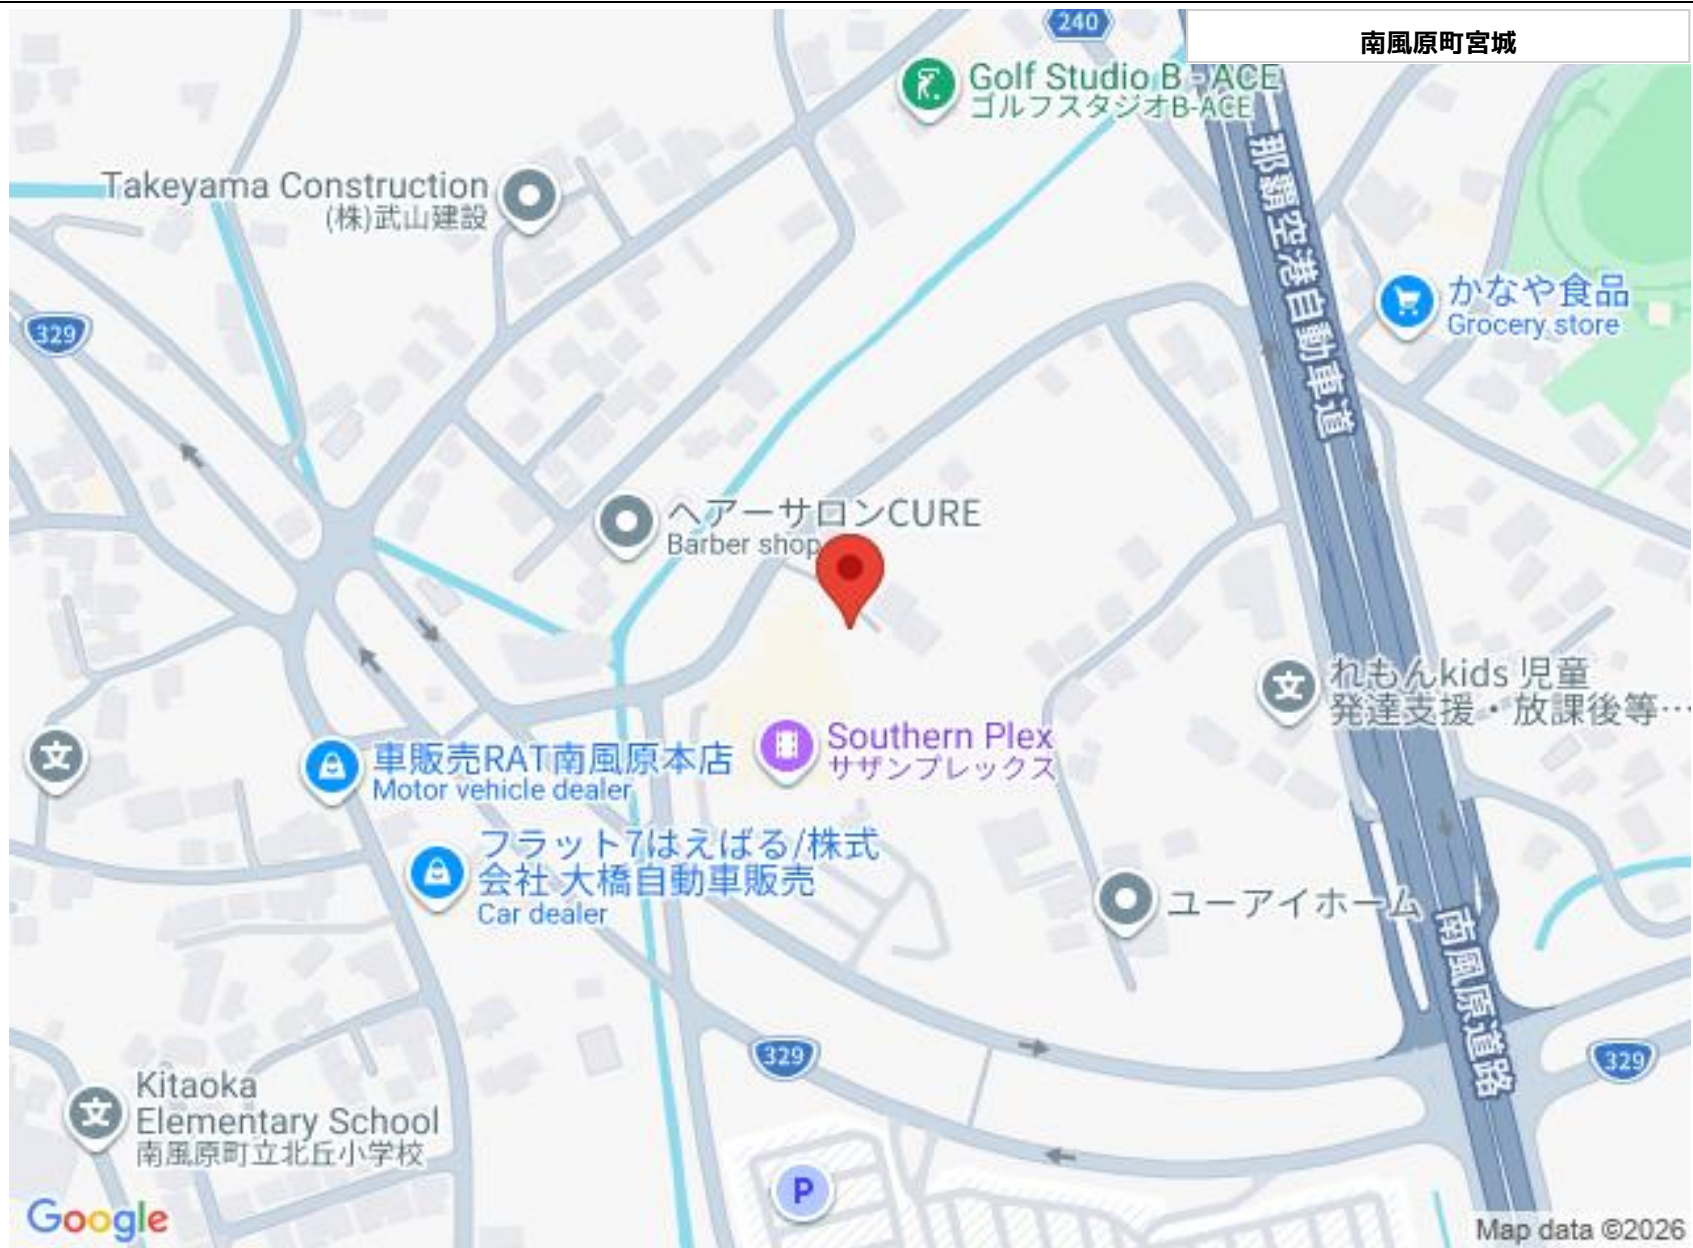 240
南風原町宮城
Golf Studio B - ACE
ゴルフスタジオB-ACE
那覇空港自動車道
Takeyama Construction
(株)武山建設
かなや食品
Grocery store
329
ヘアーサロンCURE
Barber shop
れもんkids 児童
発達支援・放課後等…
Southern Plex
サザンプレックス
車販売RAT南風原本店
Motor vehicle dealer
フラット7はえばる/株式
会社 大橋自動車販売
Car dealer
ユーアイホーム
南風原道路
329
329
Kitaoka
Elementary School
南風原町立北丘小学校
P
Google
Map data ©2026